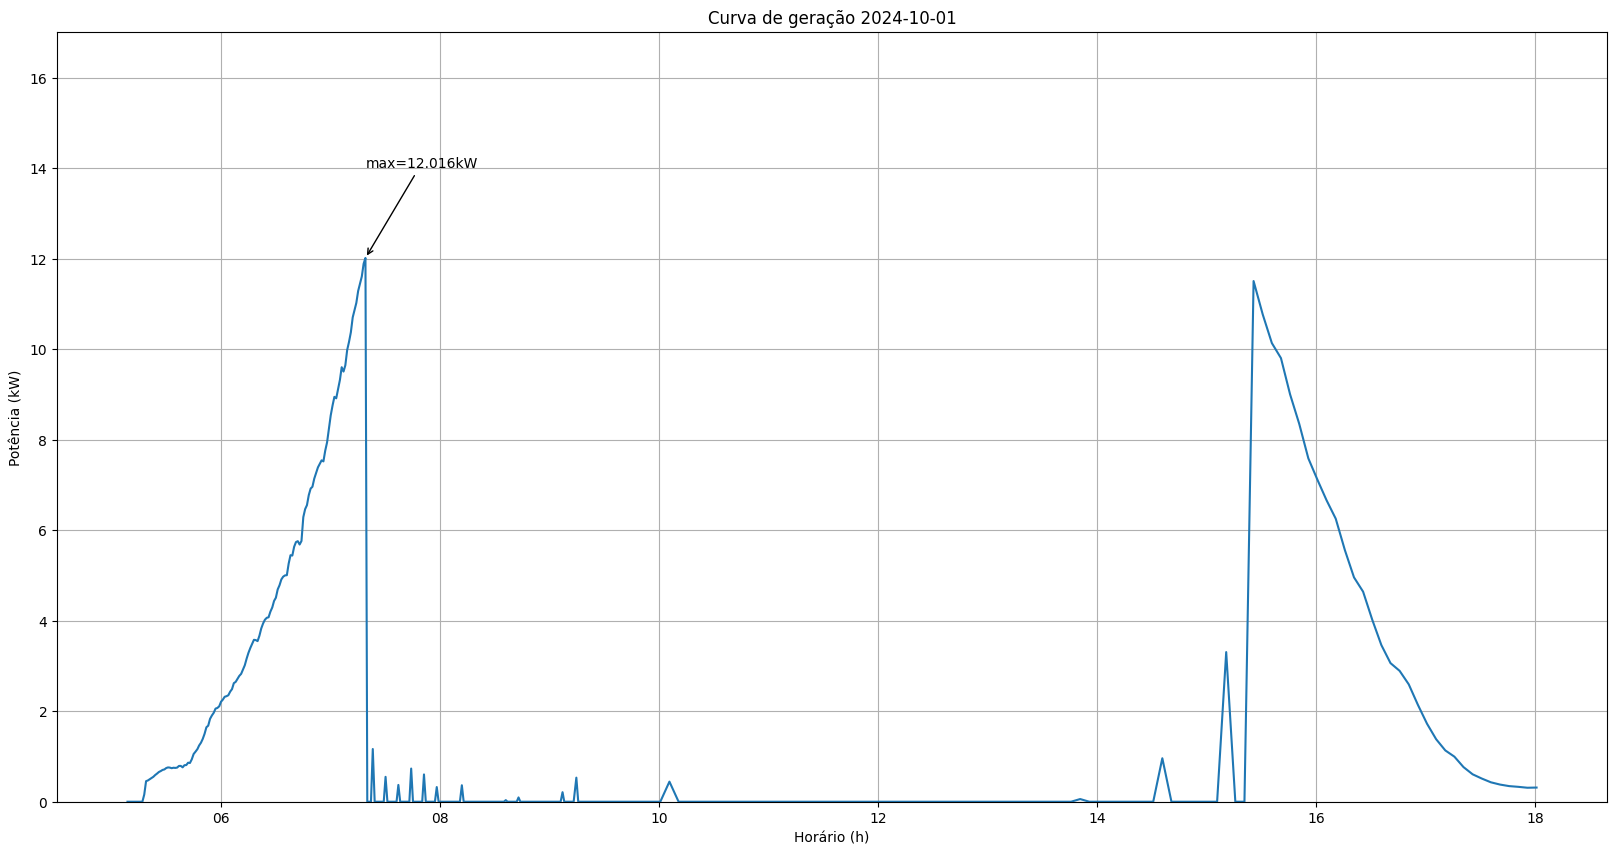 Curva de geração 2024-10-01
16
14
12
10
8
6
4
2
0
Potência (kW)
max=12.016kW
06 08 10 12 14 16 18
Horário (h)